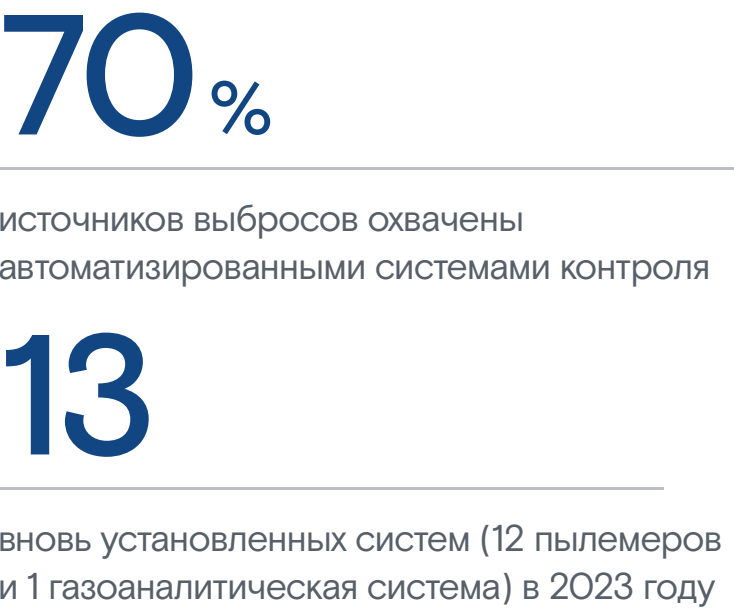 70 %
источников выбросов охвачены
автоматизированными системами контроля
13
вновь установленных систем (12 пылемеров
и 1 газоаналитическая система) в 2023 году